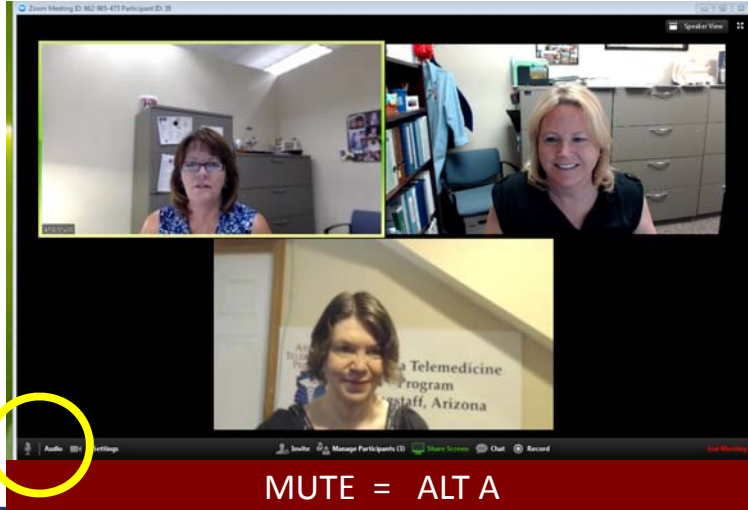 Zoom Meeting ID: 862-985-473 Participant ID: 38
Speaker View
a Telemedicine
Program
gstaff, Arizona
Audio Settings Invite Manage Participants (3) Share Screen Chat Record End Meeting
MUTE = ALT A